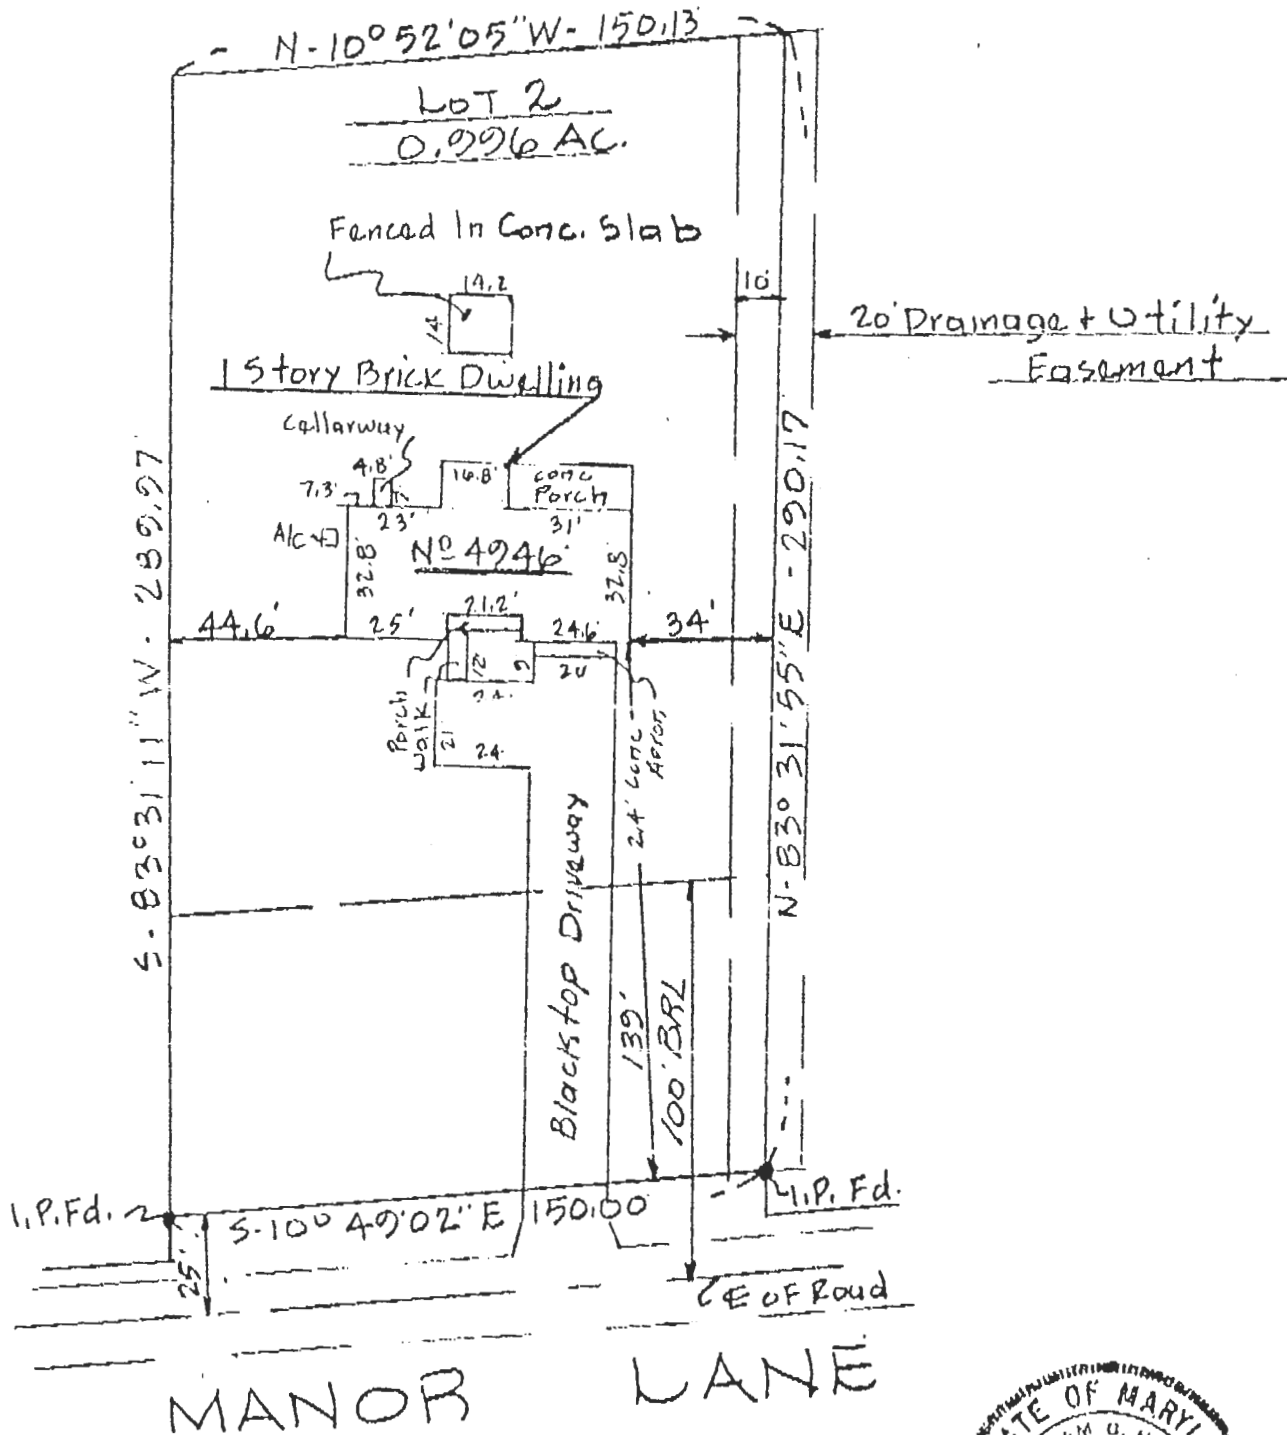 N-10°52'05"W- 150.13
LOT 2
0.996 AC.
Fenced In Conc. Slab
14.2
14
10'
20' Drainage + Utility
Easement
1 Story Brick Dwelling
Cellarway
4.8'
7.3'
7'
16.8'
Conc
Porch
23'
31'
A/C
32.8'
No 4946
32.8
S-83°31'11"W- 289.97
N-83°31'55"E-290.17
44.6'
25'
21.2'
24.6'
34'
12'
9
20
24
Porch
Walk
21
24
24' Conc
Apron
Blacktop Driveway
139'
100' BRL
I.P. Fd.
S-10°49'02"E 150.00
I.P. Fd.
25'
℄ OF Road
MANOR LANE
OF MARYL